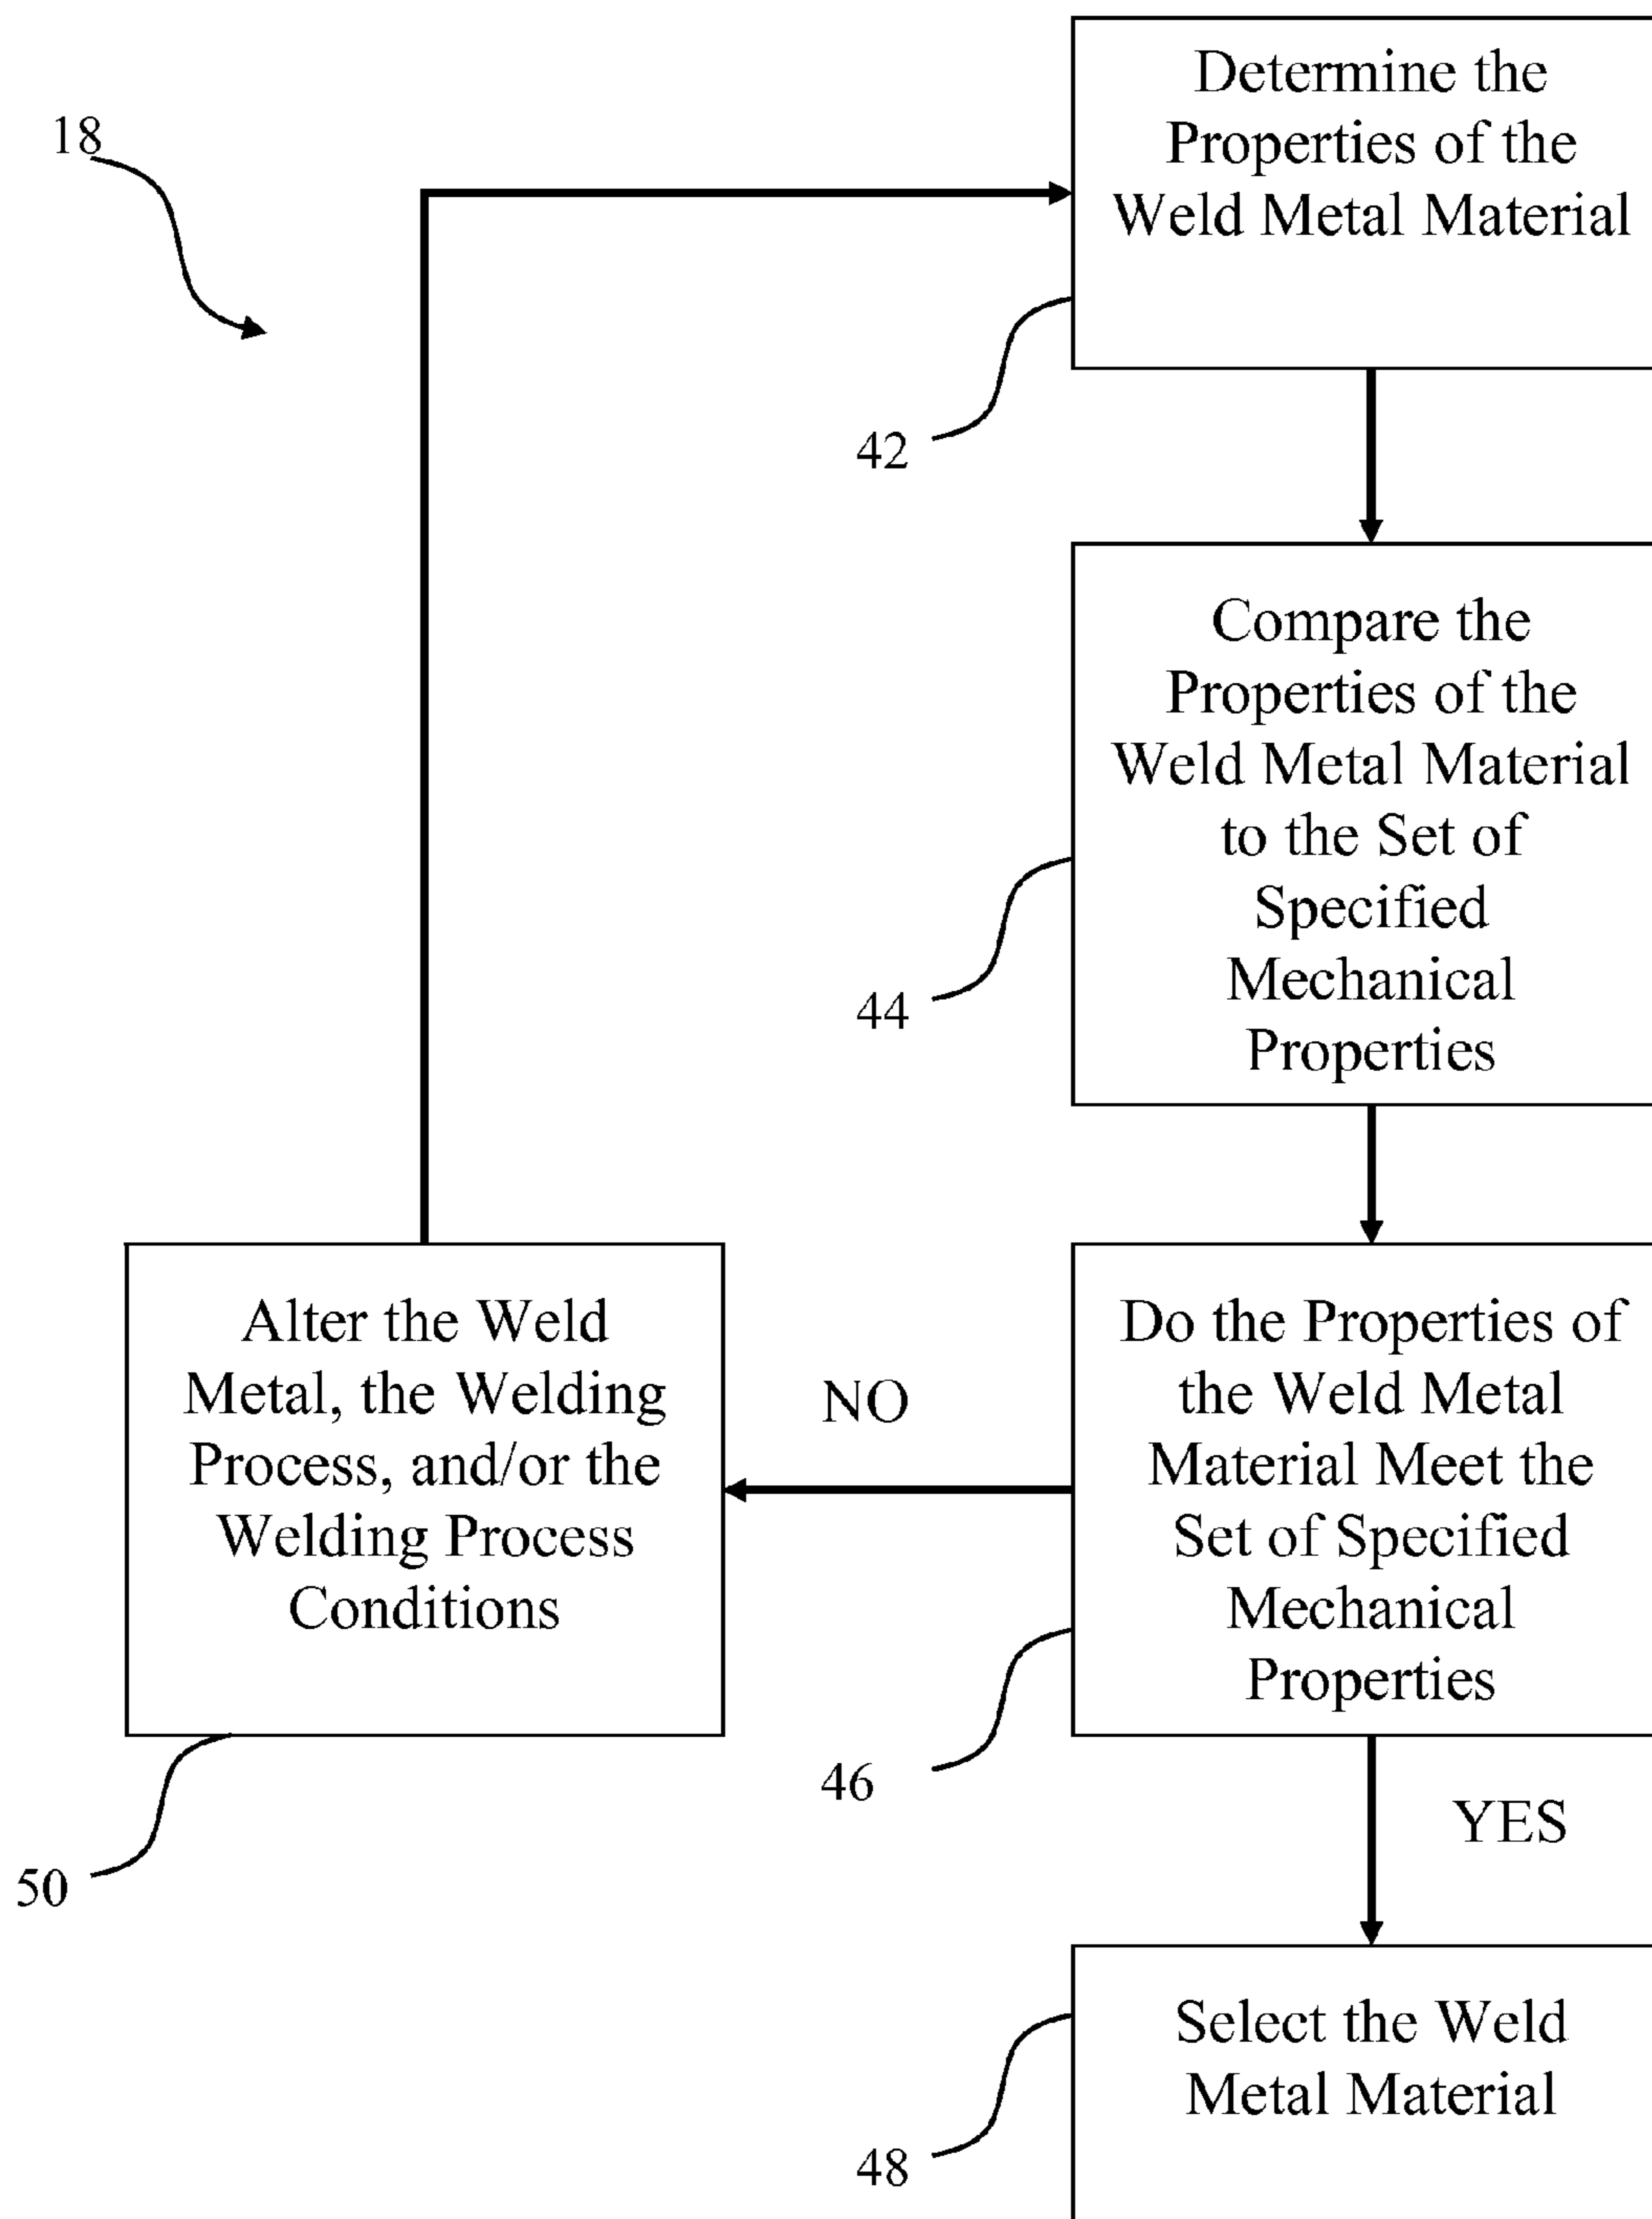 18
Determine the
Properties of the
Weld Metal Material
42
Compare the
Properties of the
Weld Metal Material
to the Set of
Specified
Mechanical
Properties
44
Alter the Weld
Metal, the Welding
Process, and/or the
Welding Process
Conditions
50
NO
Do the Properties of
the Weld Metal
Material Meet the
Set of Specified
Mechanical
Properties
46
YES
Select the Weld
Metal Material
48